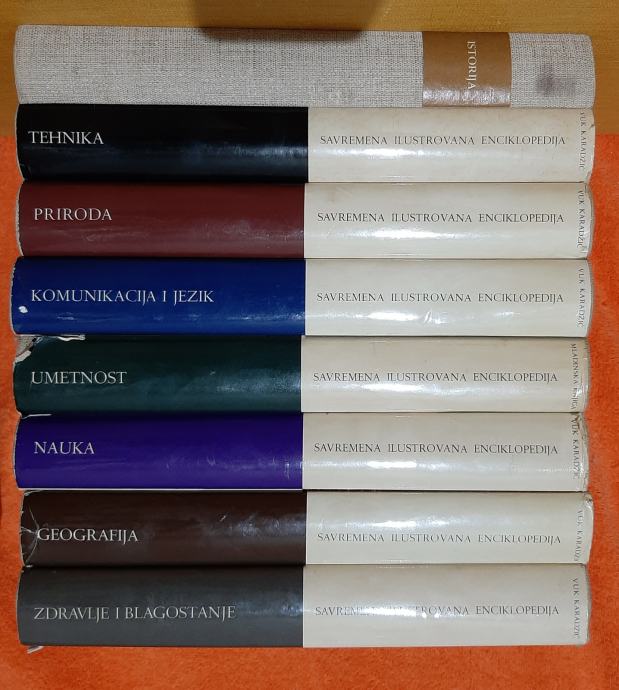 ISTORIJA
TEHNIKA
SAVREMENA ILUSTROVANA ENCIKLOPEDIJA
VUK KARADŽIĆ
PRIRODA
SAVREMENA ILUSTROVANA ENCIKLOPEDIJA
VUK KARADŽIĆ
KOMUNIKACIJA I JEZIK
SAVREMENA ILUSTROVANA ENCIKLOPEDIJA
VUK KARADŽIĆ
UMETNOST
SAVREMENA ILUSTROVANA ENCIKLOPEDIJA
MLADINSKA KNJIGA
NAUKA
SAVREMENA ILUSTROVANA ENCIKLOPEDIJA
VUK KARADŽIĆ
GEOGRAFIJA
SAVREMENA ILUSTROVANA ENCIKLOPEDIJA
VUK KARADŽIĆ
ZDRAVLJE I BLAGOSTANJE
SAVREMENA ILUSTROVANA ENCIKLOPEDIJA
VUK KARADŽIĆ